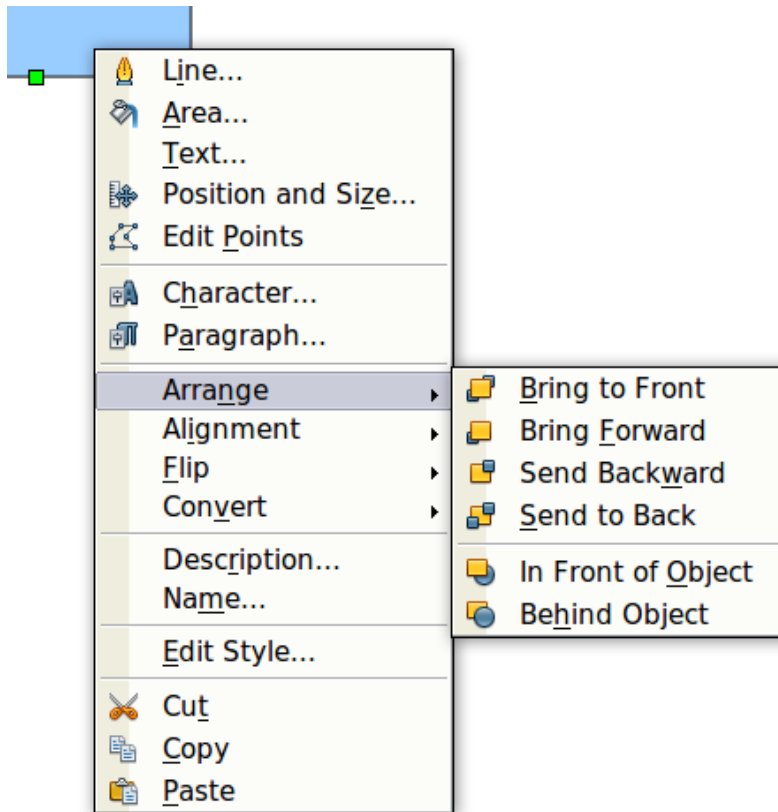 Line...
Area...
Text...
Position and Size...
Edit Points
Character...
Paragraph...
Arrange
Alignment
Flip
Convert
Description...
Name...
Edit Style...
Cut
Copy
Paste
Bring to Front
Bring Forward
Send Backward
Send to Back
In Front of Object
Behind Object